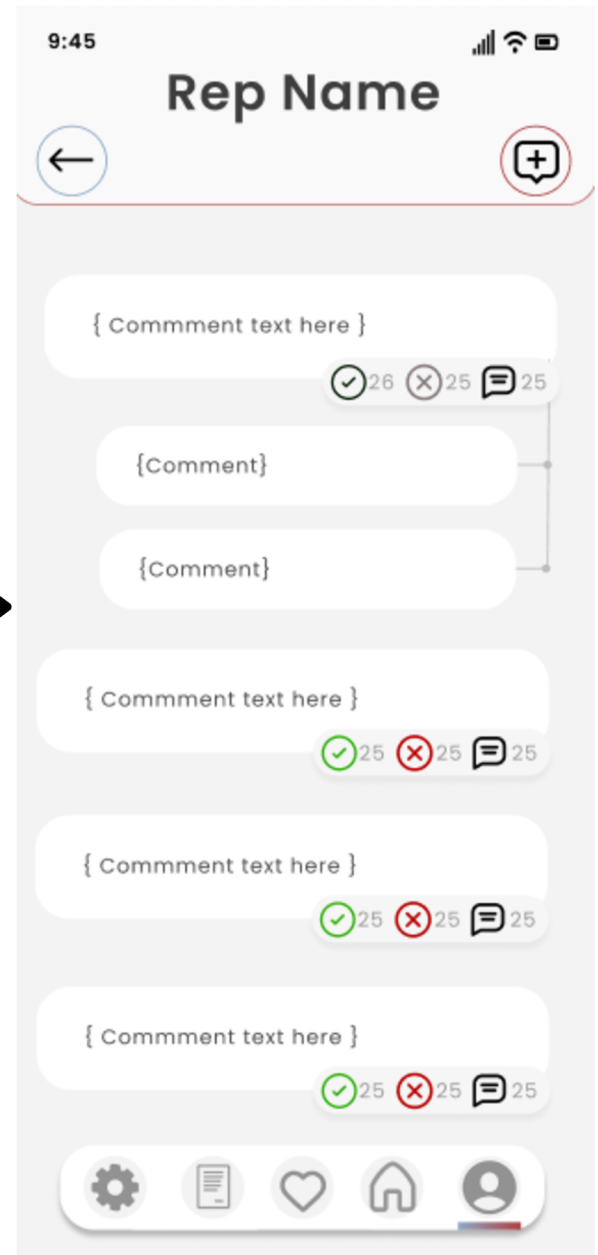 9:45
Rep Name
{ Commment text here }
26 25 25
{Comment}
{Comment}
{ Commment text here }
25 25 25
{ Commment text here }
25 25 25
{ Commment text here }
25 25 25